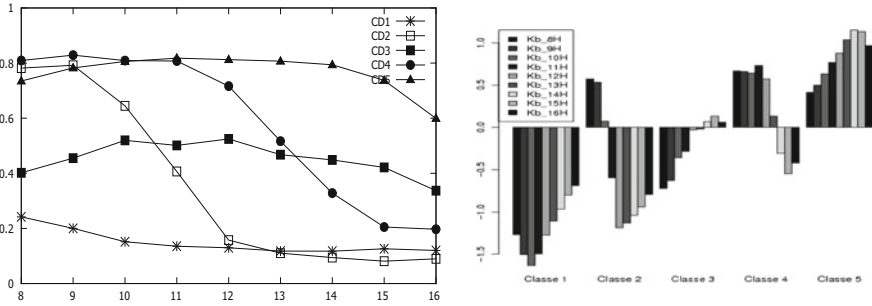 1
0.8
0.6
0.4
0.2
0
8 9 10 11 12 13 14 15 16
CD1
CD2
CD3
CD4
CD5
1.0
0.5
0.0
−0.5
−1.0
−1.5
Kb_8H
Kb_9H
Kb_10H
Kb_11H
Kb_12H
Kb_13H
Kb_14H
Kb_15H
Kb_16H
Classe 1 Classe 2 Classe 3 Classe 4 Classe 5